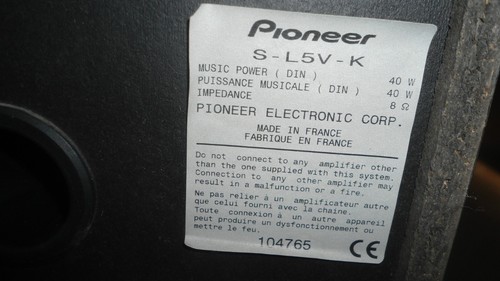 Pioneer
S-L5V-K
MUSIC POWER (DIN) 40 W
PUISSANCE MUSICALE (DIN) 40 W
IMPEDANCE 8 Ω
PIONEER ELECTRONIC CORP.
MADE IN FRANCE
FABRIQUE EN FRANCE
Do not connect to any amplifier other
than the one supplied with this system.
Connection to any other amplifier may
result in a malfunction or a fire.
Ne pas relier à un amplificateur autre
que celui fourni avec la chaine.
Toute connexion à un autre appareil
peut produire un dysfonctionnement ou
mettre le feu.
104765 CE